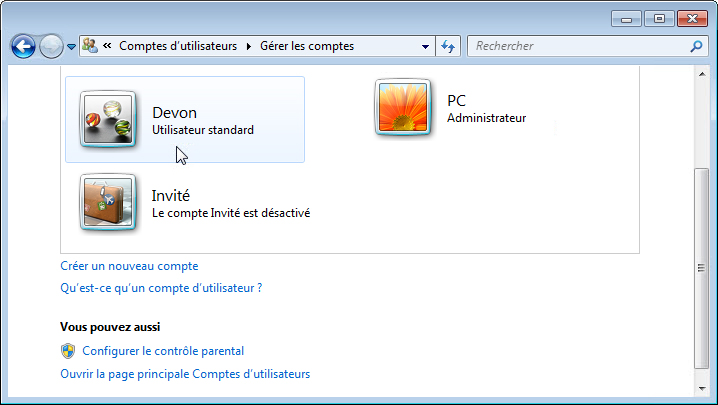 « Comptes d’utilisateurs ▸ Gérer les comptes
Rechercher
Devon
Utilisateur standard
PC
Administrateur
Invité
Le compte Invité est désactivé
Créer un nouveau compte
Qu’est-ce qu’un compte d’utilisateur ?
Vous pouvez aussi
Configurer le contrôle parental
Ouvrir la page principale Comptes d’utilisateurs